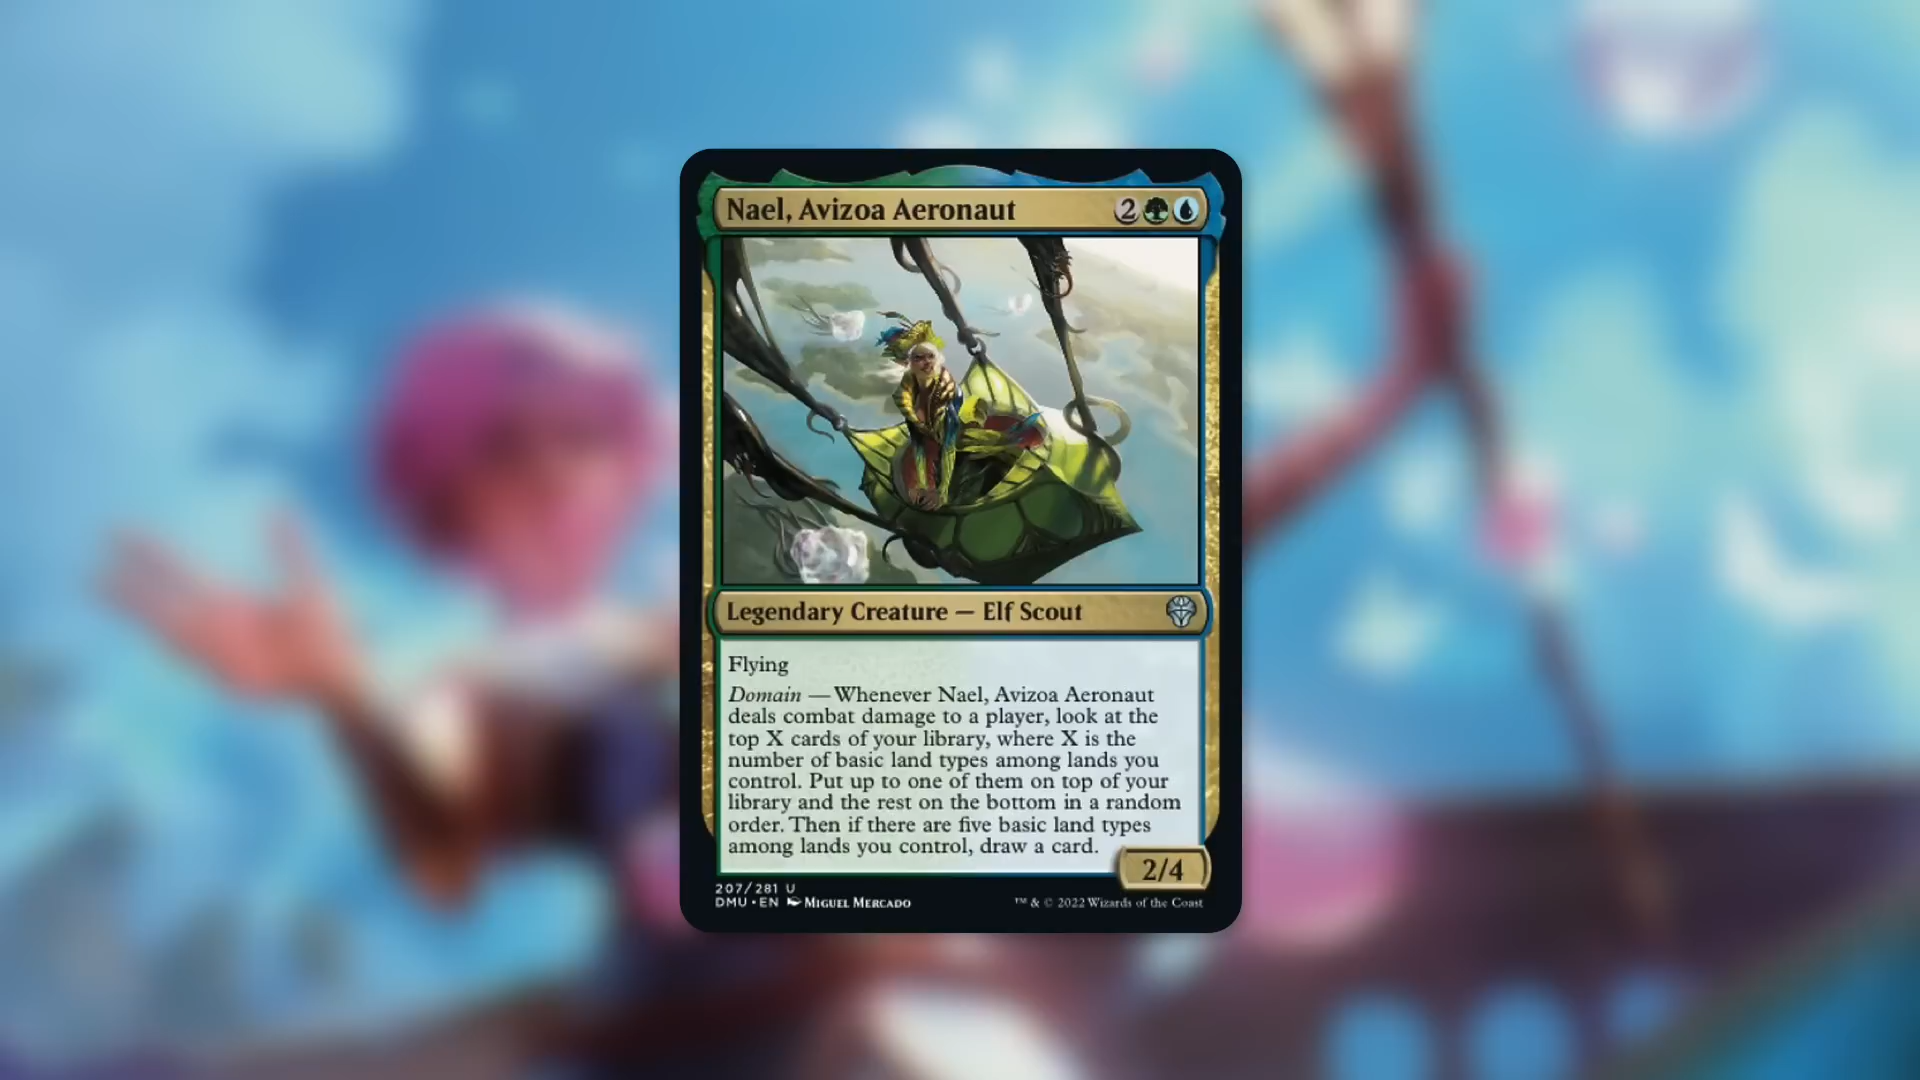 Nael, Avizoa Aeronaut 2
Legendary Creature — Elf Scout
Flying
Domain — Whenever Nael, Avizoa Aeronaut
deals combat damage to a player, look at the
top X cards of your library, where X is the
number of basic land types among lands you
control. Put up to one of them on top of your
library and the rest on the bottom in a random
order. Then if there are five basic land types
among lands you control, draw a card.
2/4
207/281 U
DMU • EN Miguel Mercado ™ & © 2022 Wizards of the Coast